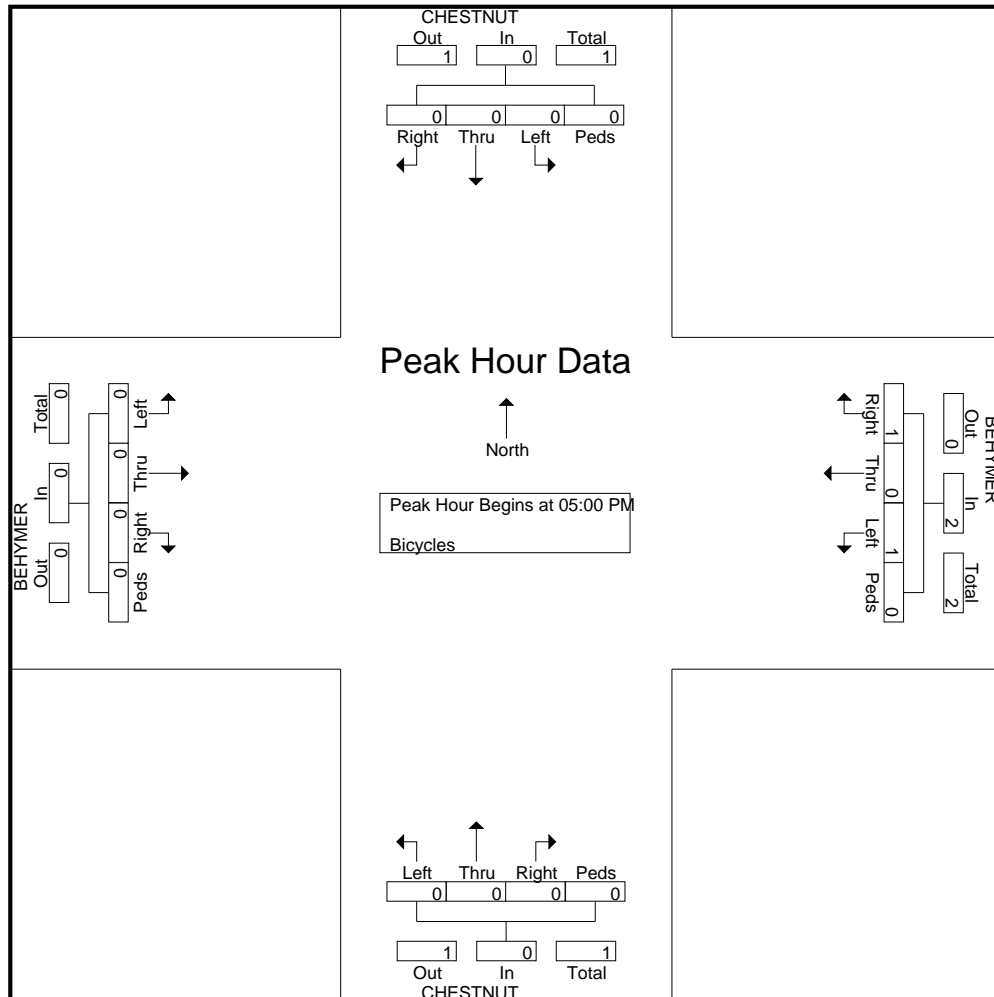 CHESTNUT
Out In Total
1 0 1
0 0 0 0
Right Thru Left Peds
Peak Hour Data
North
Peak Hour Begins at 05:00 PM
Bicycles
BEHYMER
Out In Total
0 0 0
Left Thru Right Peds
0 0 0 0
BEHYMER
Out In Total
0 2 2
Right Thru Left Peds
1 0 1 0
Left Thru Right Peds
0 0 0 0
1 0 1
Out In Total
CHESTNUT